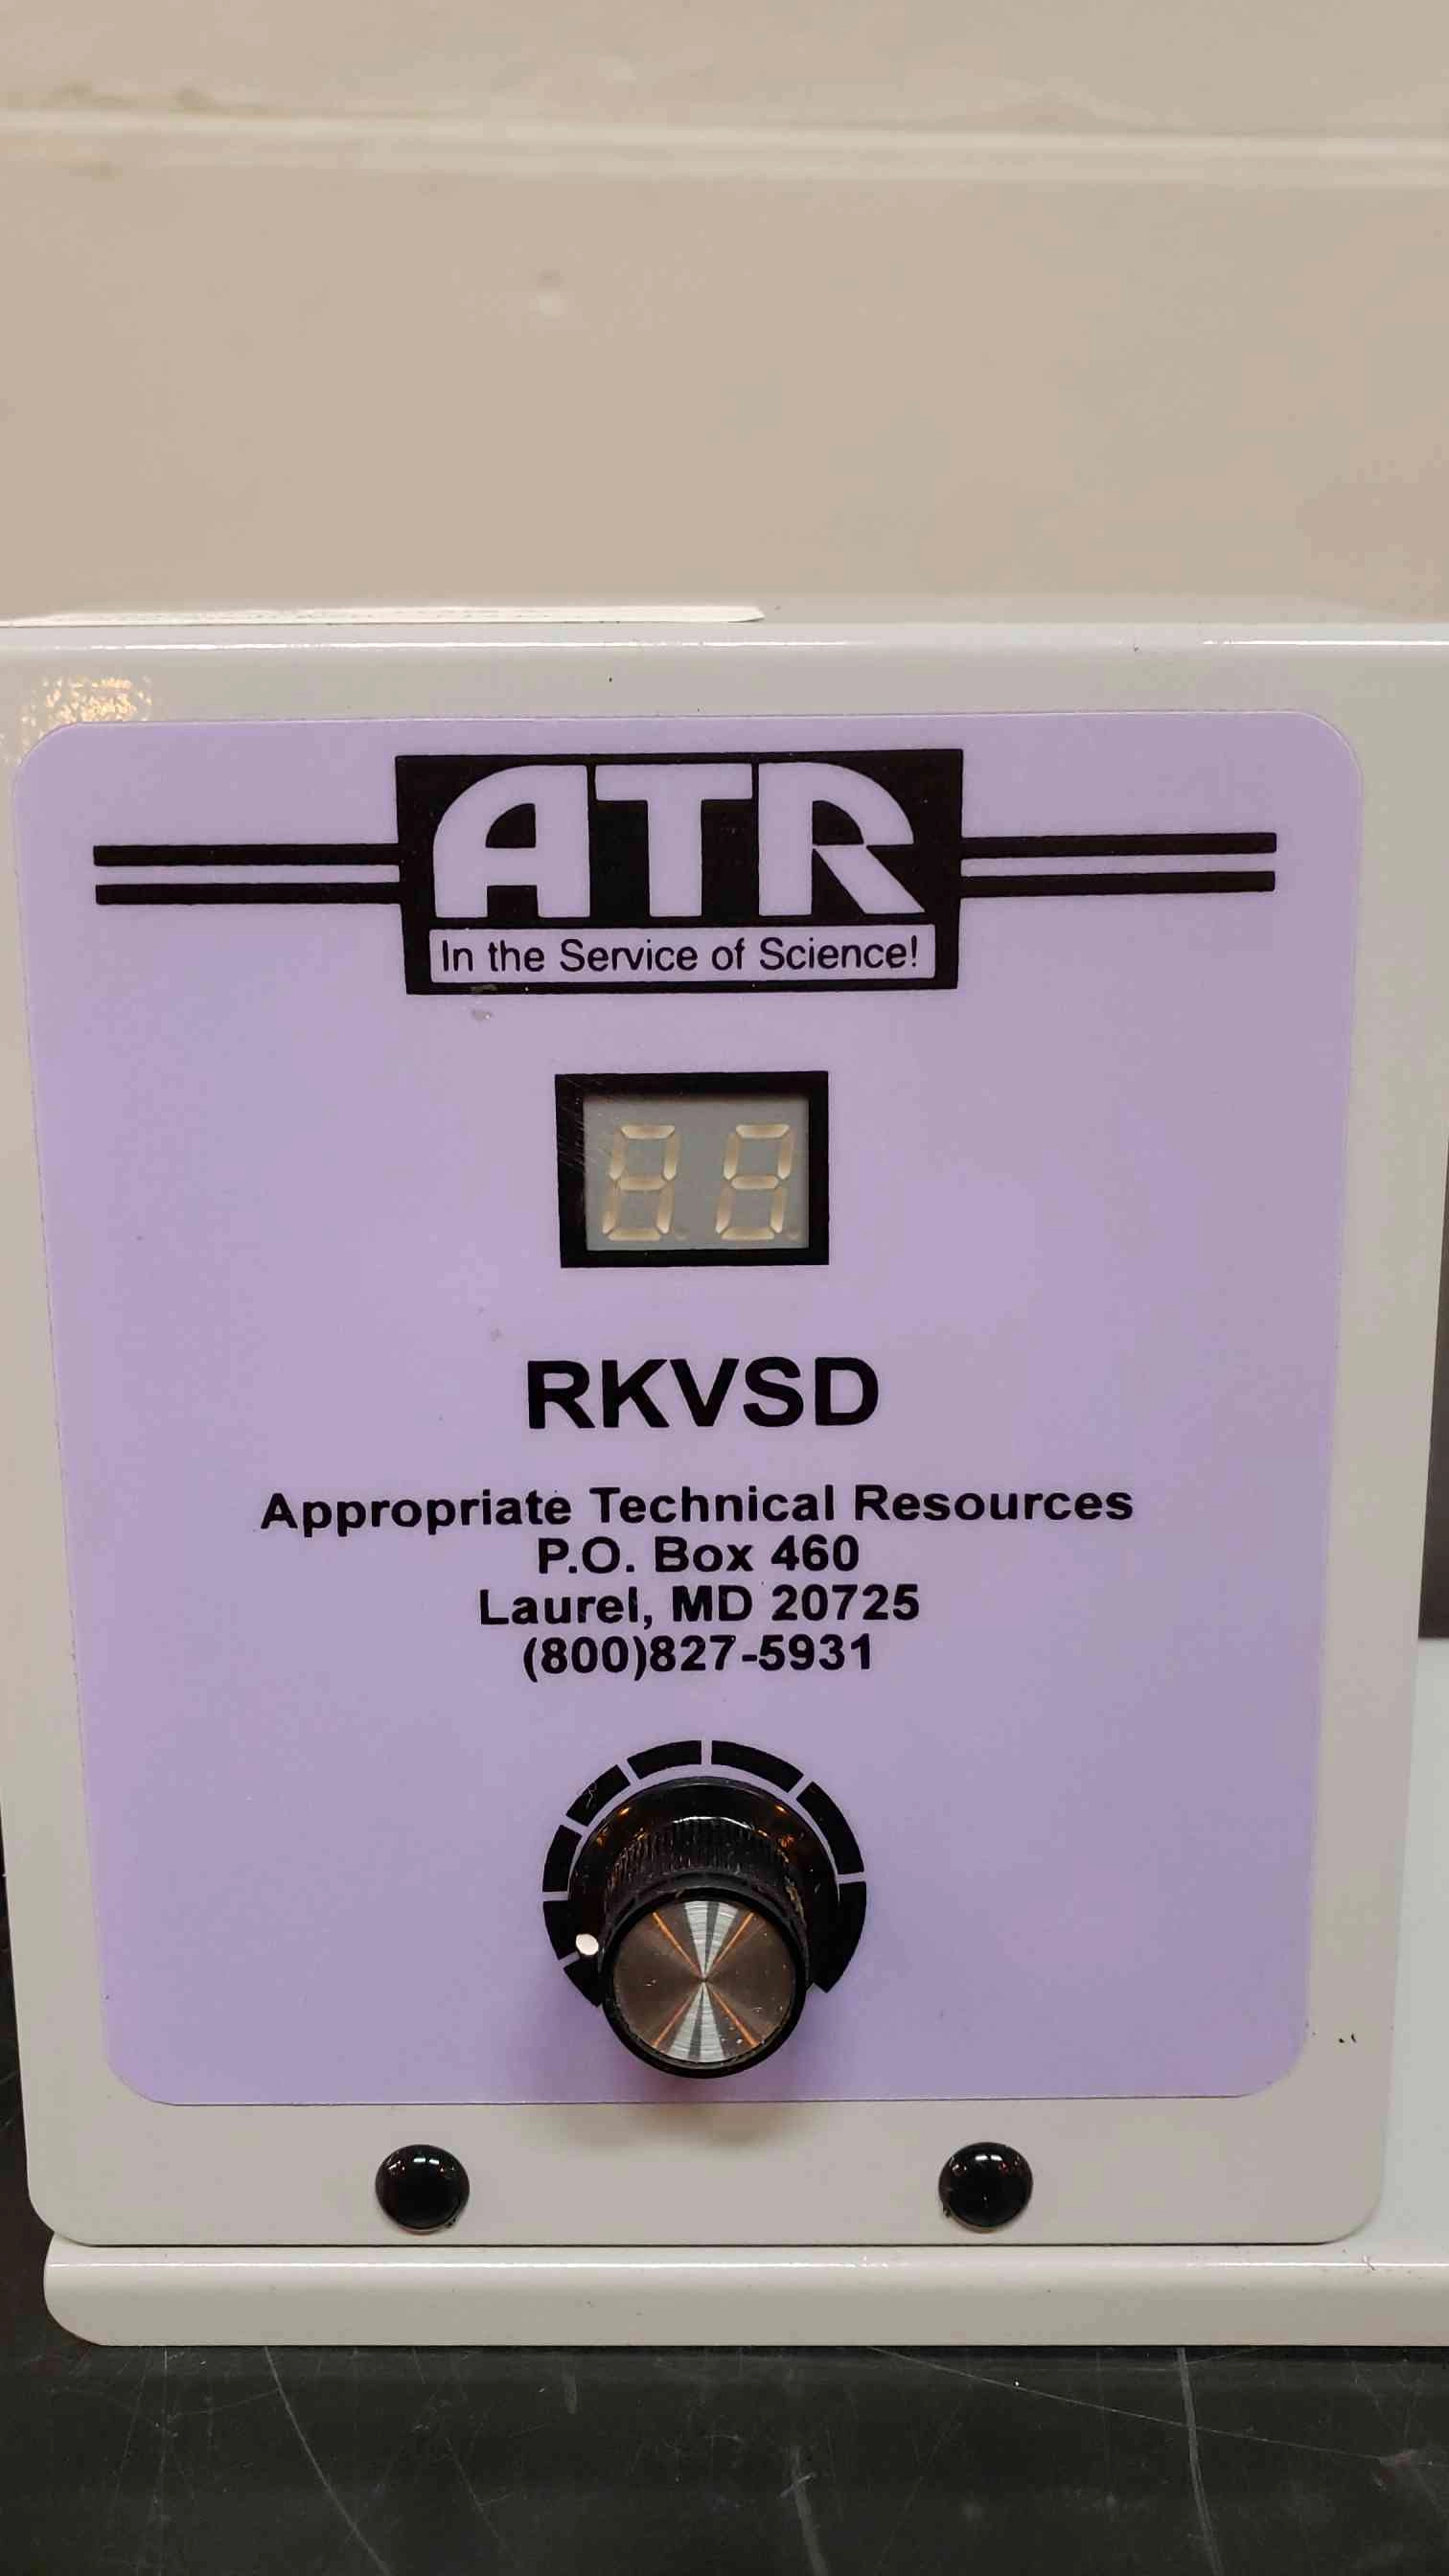 ATR
In the Service of Science!
RKVSD
Appropriate Technical Resources
P.O. Box 460
Laurel, MD 20725
(800)827-5931